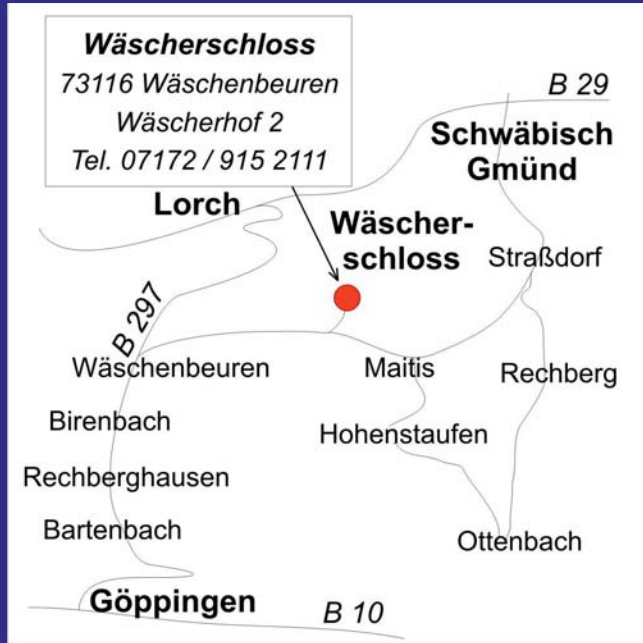 Wäscherschloss
73116 Wäschenbeuren
Wäscherhof 2
Tel. 07172 / 915 2111
B 29
Schwäbisch
Gmünd
Lorch
Wäscher-
schloss
Straßdorf
B 297
Wäschenbeuren
Maitis
Rechberg
Birenbach
Hohenstaufen
Rechberghausen
Bartenbach
Ottenbach
Göppingen
B 10